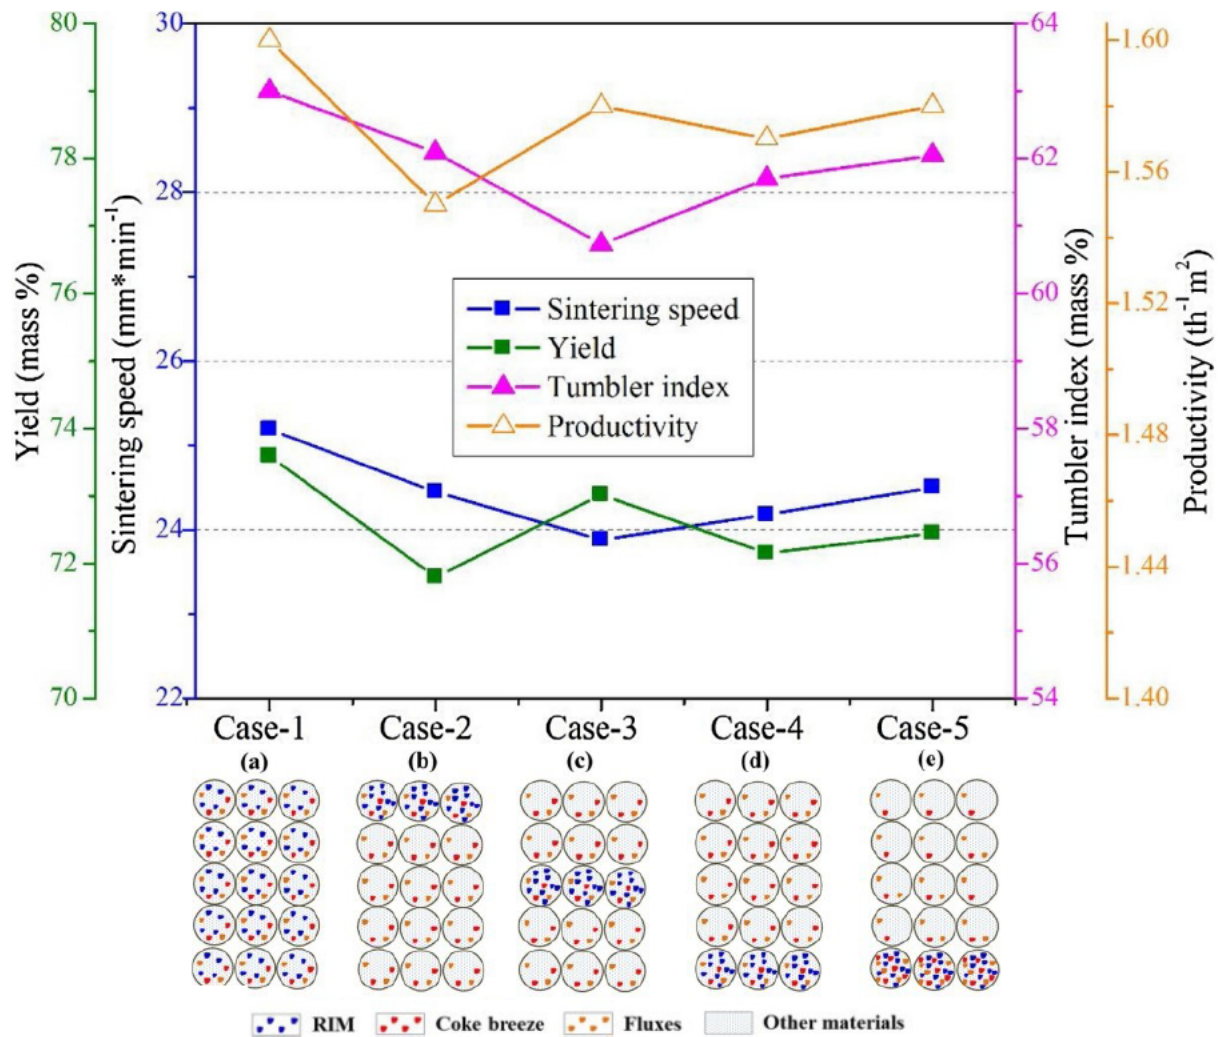 80
78
76
74
72
70
Yield (mass %)
30
28
26
24
22
Sintering speed (mm*min⁻¹)
Sintering speed
Yield
Tumbler index
Productivity
64
62
60
58
56
54
Tumbler index (mass %)
1.60
1.56
1.52
1.48
1.44
1.40
Productivity (th⁻¹m²)
Case-1 Case-2 Case-3 Case-4 Case-5
(a) (b) (c) (d) (e)
RIM Coke breeze Fluxes Other materials